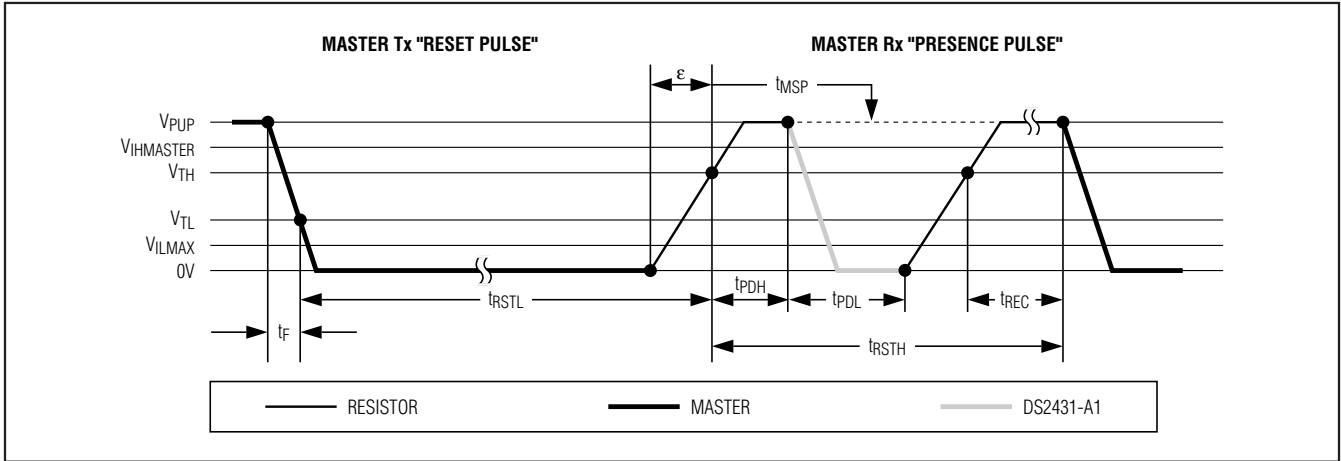 MASTER Tx "RESET PULSE"
MASTER Rx "PRESENCE PULSE"
ε
tMSP
VPUP
VIHMASTER
VTH
VTL
VILMAX
0V
tRSTL
tPDH
tPDL
tREC
tF
tRSTH
RESISTOR
MASTER
DS2431-A1